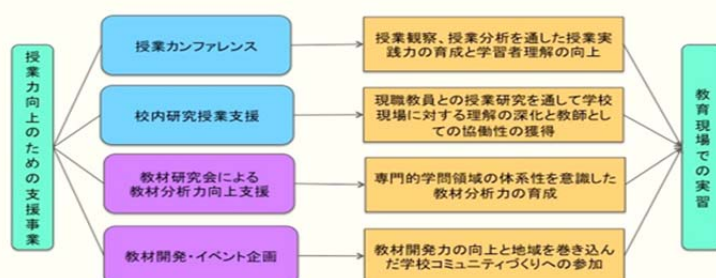 授業力向上のための支援事業
授業カンファレンス
授業観察、授業分析を通した授業実
践力の育成と学習者理解の向上
校内研究授業支援
現職教員との授業研究を通して学校
現場に対する理解の深化と教師とし
ての協働性の獲得
教材研究会による
教材分析力向上支援
専門的学問領域の体系性を意識した
教材分析力の育成
教材開発・イベント企画
教材開発力の向上と地域を巻き込ん
だ学校コミュニティづくりへの参加
教育現場での実習